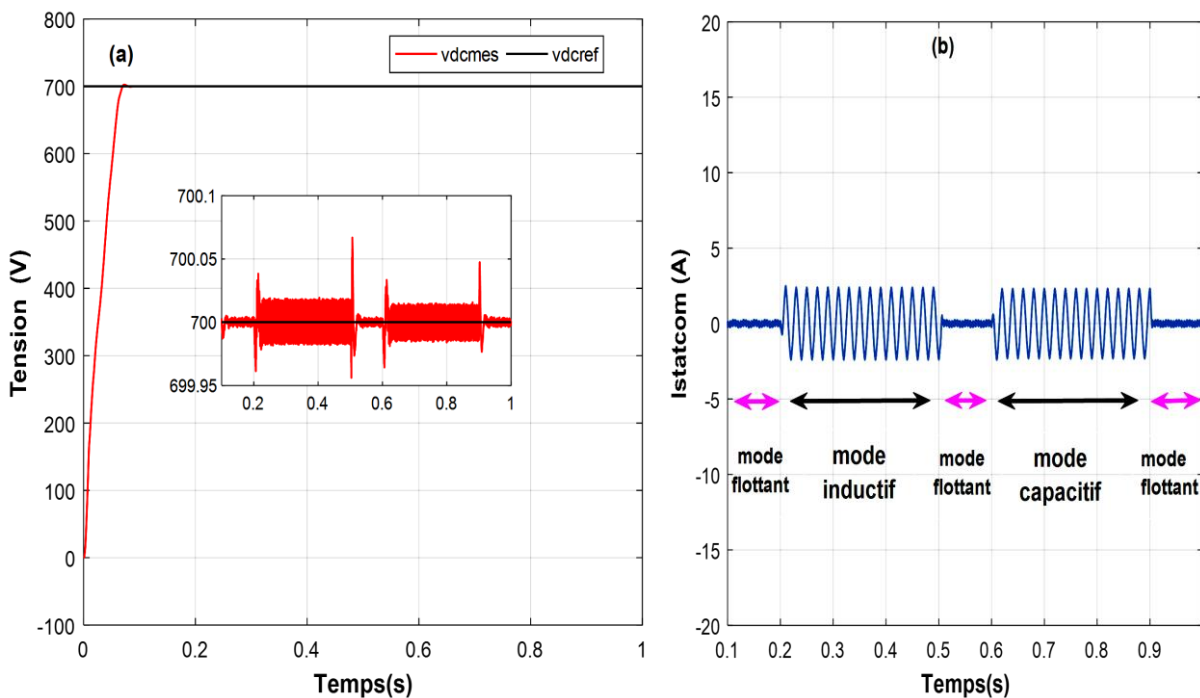 (a)
vdcmes
vdcref
800
700
600
500
400
300
200
100
0
-100
Tension (V)
0
0.2
0.4
0.6
0.8
1
Temps(s)
700.1
700.05
700
699.95
0.2
0.4
0.6
0.8
1
(b)
20
15
10
5
0
-5
-10
-15
-20
Istatcom (A)
mode
flottant
mode
inductif
mode
flottant
mode
capacitif
mode
flottant
0.1
0.2
0.3
0.4
0.5
0.6
0.7
0.8
0.9
Temps(s)